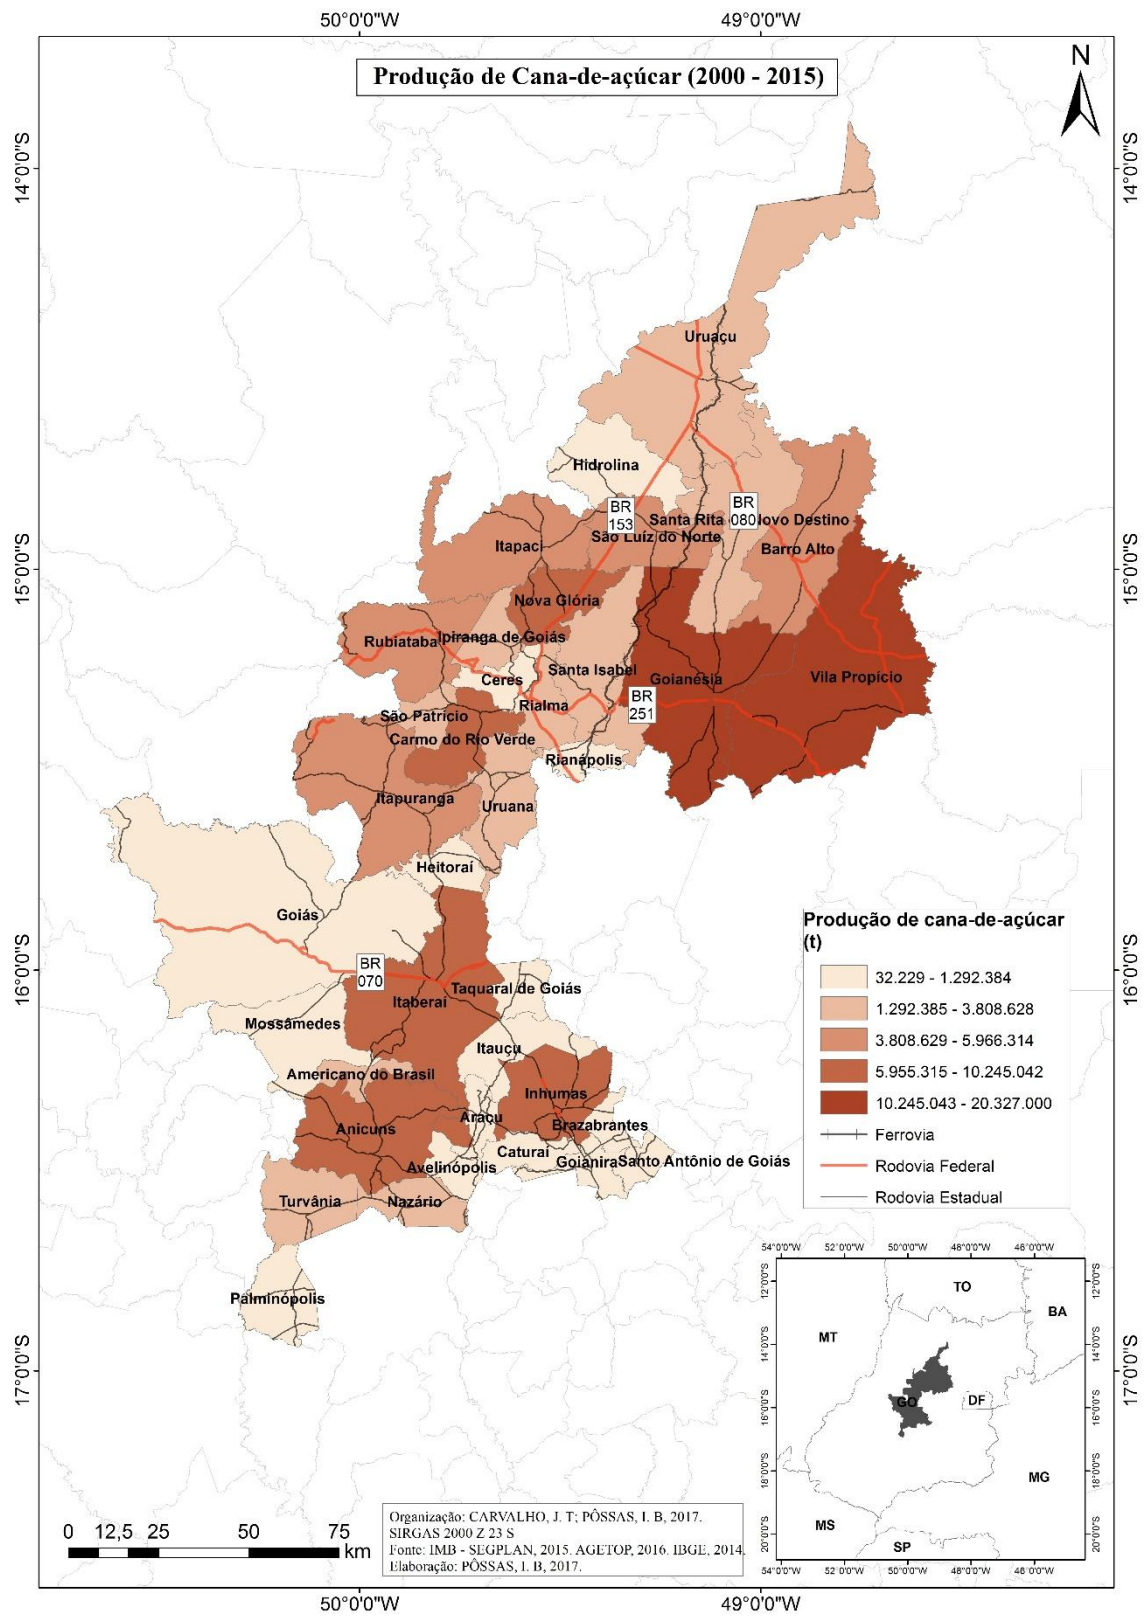 50°0'0"W
49°0'0"W
Produção de Cana-de-açúcar (2000 - 2015)
N
14°0'0"S
14°0'0"S
Uruaçu
Hidrolina
BR
153
BR
080
Santa Rita
Novo Destino
São Luíz do Norte
Barro Alto
Itapaci
15°0'0"S
15°0'0"S
Nova Glória
Rubiataba
Ipiranga de Goiás
Santa Isabel
Ceres
Goianésia
Vila Propício
Rialma
BR
251
São Patrício
Carmo do Rio Verde
Rianápolis
Itapuranga
Uruana
Heitoraí
Goiás
BR
070
16°0'0"S
16°0'0"S
Taquaral de Goiás
Itaberaí
Mossâmedes
Itauçu
Americano do Brasil
Inhumas
Araçu
Brazabrantes
Anicuns
Caturaí
Avelinópolis
Goianira
Santo Antônio de Goiás
Turvânia
Nazário
Palminópolis
17°0'0"S
17°0'0"S
Produção de cana-de-açúcar
(t)
32.229 - 1.292.384
1.292.385 - 3.808.628
3.808.629 - 5.966.314
5.955.315 - 10.245.042
10.245.043 - 20.327.000
Ferrovia
Rodovia Federal
Rodovia Estadual
54°0'0"W
52°0'0"W
50°0'0"W
48°0'0"W
46°0'0"W
12°0'0"S
14°0'0"S
16°0'0"S
18°0'0"S
20°0'0"S
12°0'0"S
14°0'0"S
16°0'0"S
18°0'0"S
20°0'0"S
TO
BA
MT
GO
DF
MG
MS
SP
54°0'0"W
52°0'0"W
50°0'0"W
48°0'0"W
46°0'0"W
0 12,5 25 50 75
km
Organização: CARVALHO, J. T; PÔSSAS, I. B, 2017.
SIRGAS 2000 Z 23 S
Fonte: IMB - SEGPLAN, 2015. AGETOP, 2016. IBGE, 2014.
Elaboração: PÔSSAS, I. B, 2017.
50°0'0"W
49°0'0"W